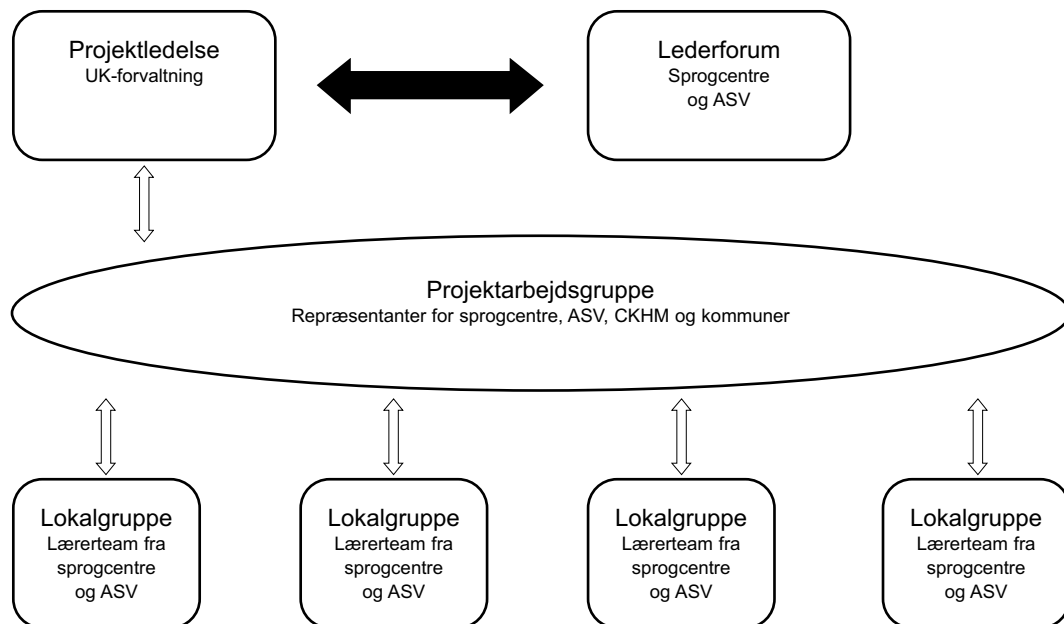 Projektledelse
UK-forvaltning
Lederforum
Sprogcentre
og ASV
Projektarbejdsgruppe
Repræsentanter for sprogcentre, ASV, CKHM og kommuner
Lokalgruppe
Lærerteam fra
sprogcentre
og ASV
Lokalgruppe
Lærerteam fra
sprogcentre
og ASV
Lokalgruppe
Lærerteam fra
sprogcentre
og ASV
Lokalgruppe
Lærerteam fra
sprogcentre
og ASV